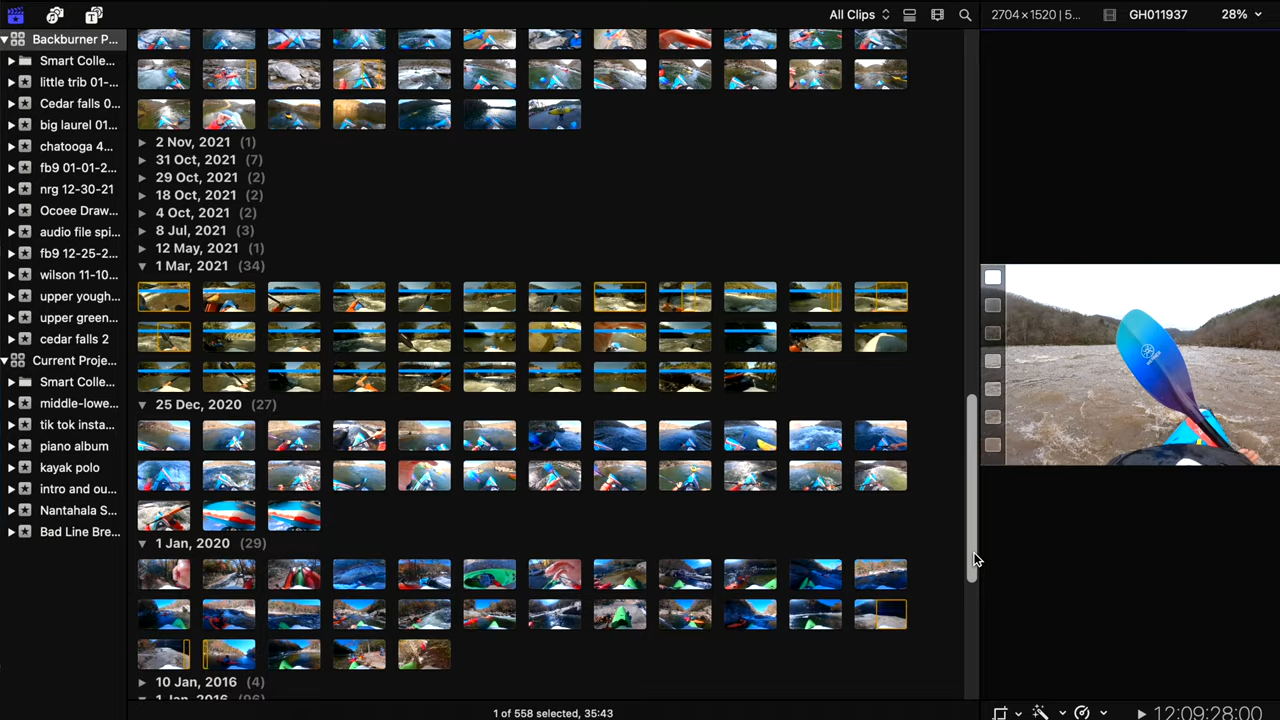 All Clips
2704×1520 | 5...
GH011937
28%
Backburner P...
Smart Colle...
little trib 01-...
Cedar falls 0...
big laurel 01...
chatooga 4...
fb9 01-01-2...
nrg 12-30-21
Ocoee Draw...
audio file spi...
fb9 12-25-2...
wilson 11-10...
upper yough...
upper green...
cedar falls 2
Current Proje...
Smart Colle...
middle-lowe...
tik tok insta...
piano album
kayak polo
intro and ou...
Nantahala S...
Bad Line Bre...
2 Nov, 2021 (1)
31 Oct, 2021 (7)
29 Oct, 2021 (2)
18 Oct, 2021 (2)
4 Oct, 2021 (2)
8 Jul, 2021 (3)
12 May, 2021 (1)
1 Mar, 2021 (34)
25 Dec, 2020 (27)
1 Jan, 2020 (29)
10 Jan, 2016 (4)
1 Jan, 2016 (96)
1 of 558 selected, 35:43
12:09:28:00